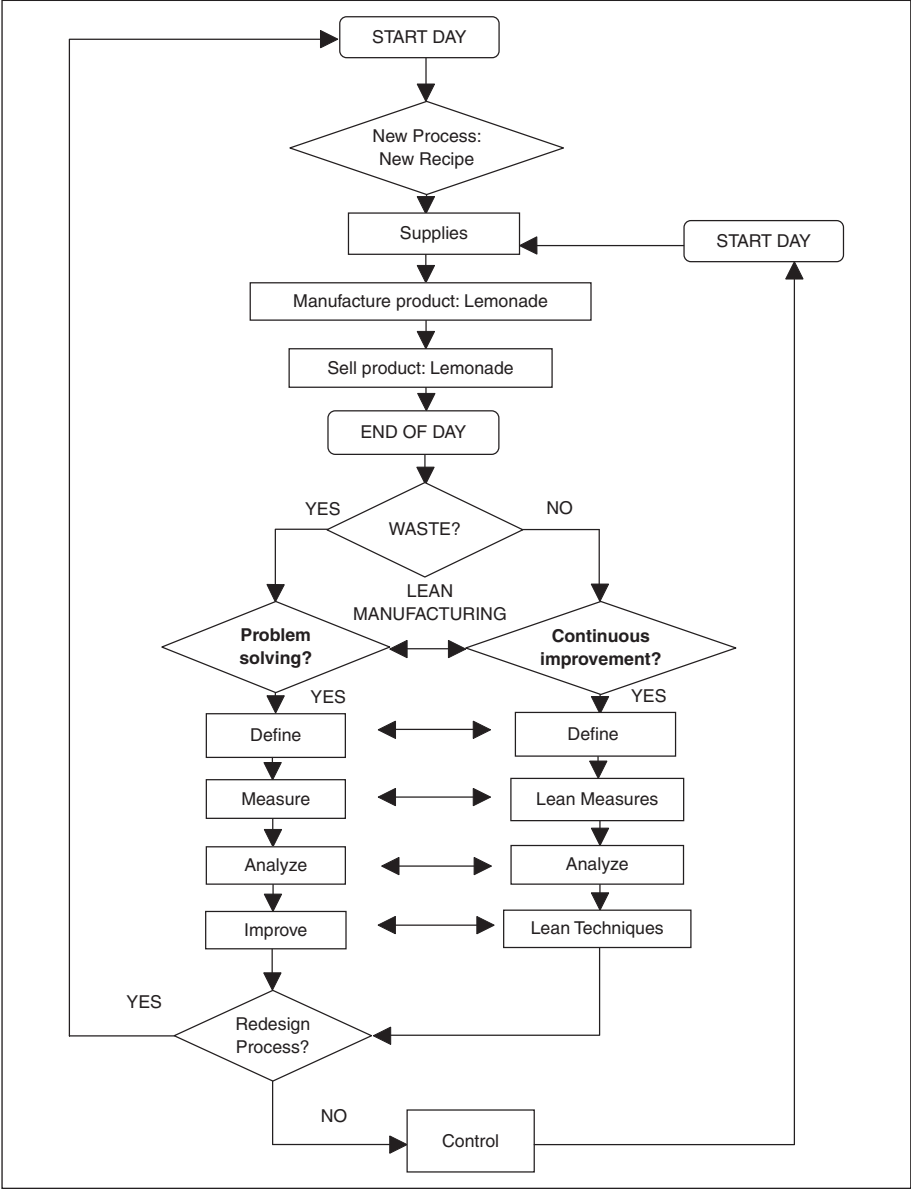 START DAY
New Process:
New Recipe
Supplies
START DAY
Manufacture product: Lemonade
Sell product: Lemonade
END OF DAY
YES
NO
WASTE?
LEAN
MANUFACTURING
Problem
solving?
Continuous
improvement?
YES
YES
Define
Define
Measure
Lean Measures
Analyze
Analyze
Improve
Lean Techniques
YES
Redesign
Process?
NO
Control